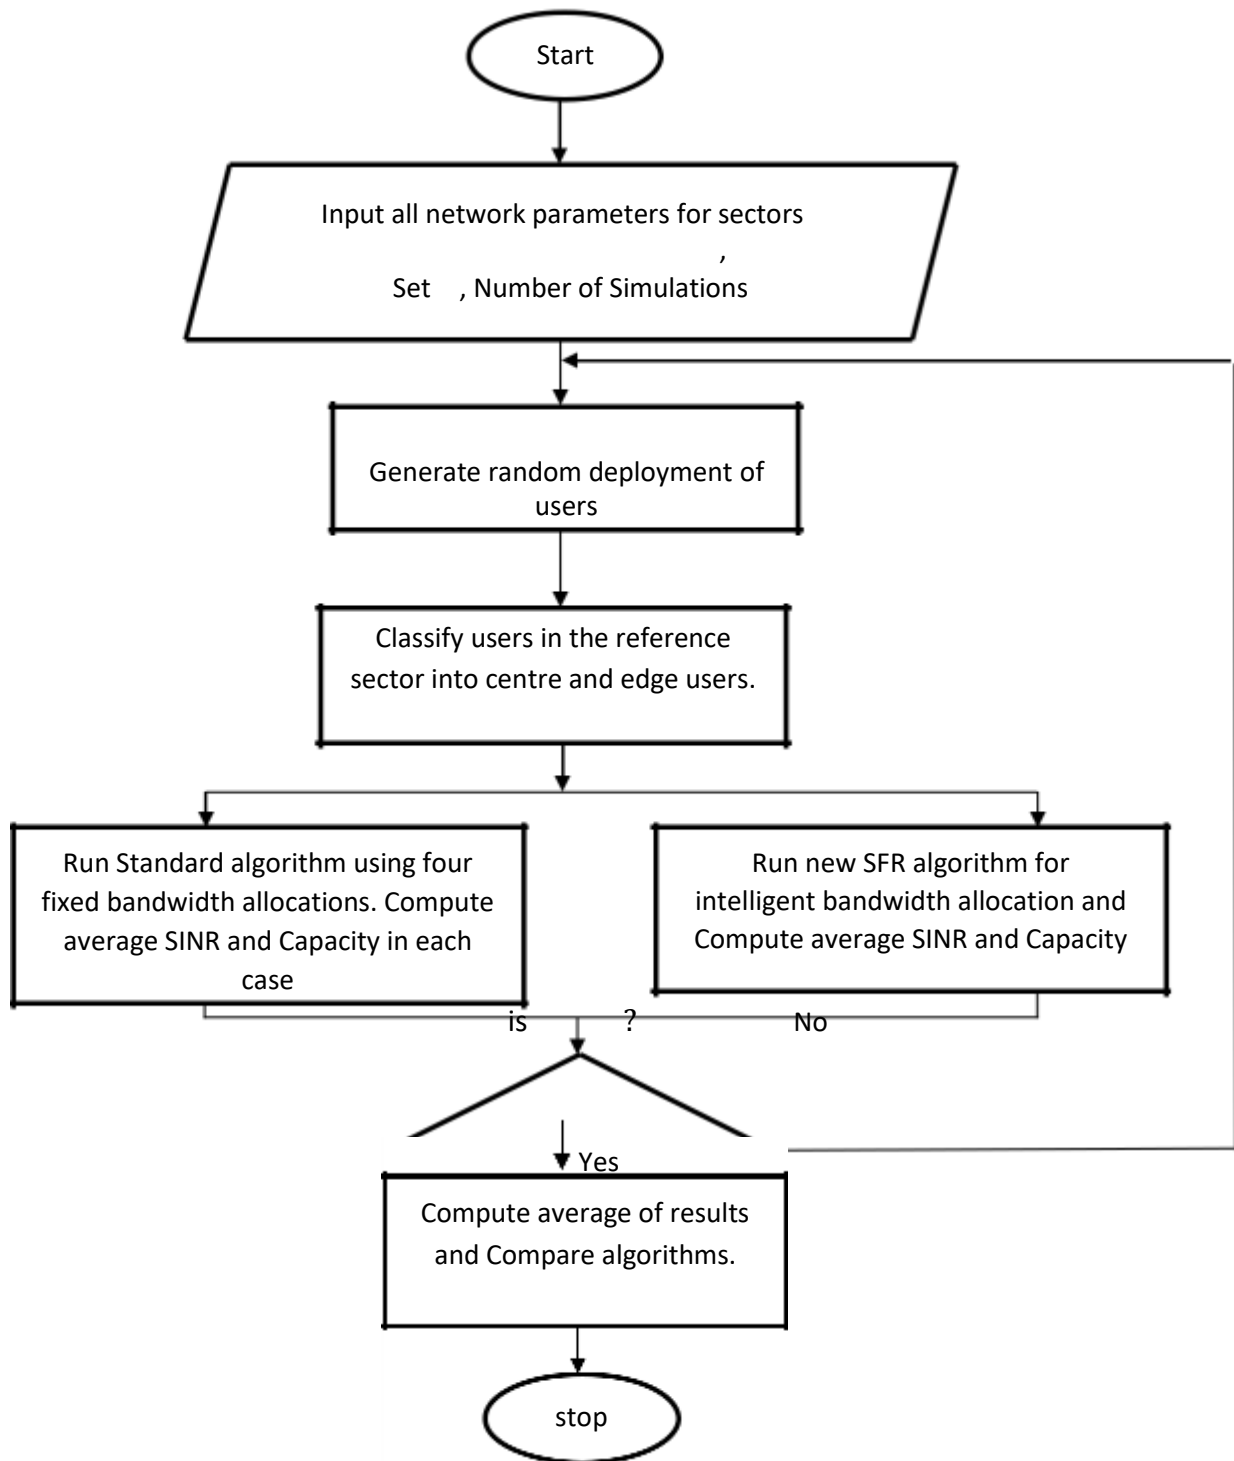 Start
Input all network parameters for sectors
,
Set , Number of Simulations
Generate random deployment of
users
Classify users in the reference
sector into centre and edge users.
Run Standard algorithm using four
fixed bandwidth allocations. Compute
average SINR and Capacity in each
case
Run new SFR algorithm for
intelligent bandwidth allocation and
Compute average SINR and Capacity
is ? No
Yes
Compute average of results
and Compare algorithms.
stop